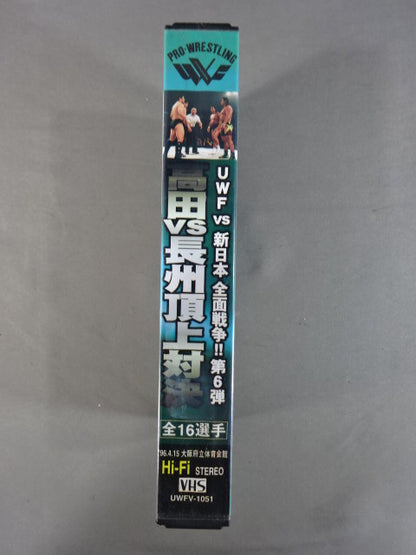 PRO-WRESTLING
UWF
UWF vs 新日本 全面戦争!! 第6弾
高田VS長州頂上対決
全16選手
'96.4.15 大阪府立体育会館
Hi-Fi STEREO
VHS
UWFV-1051